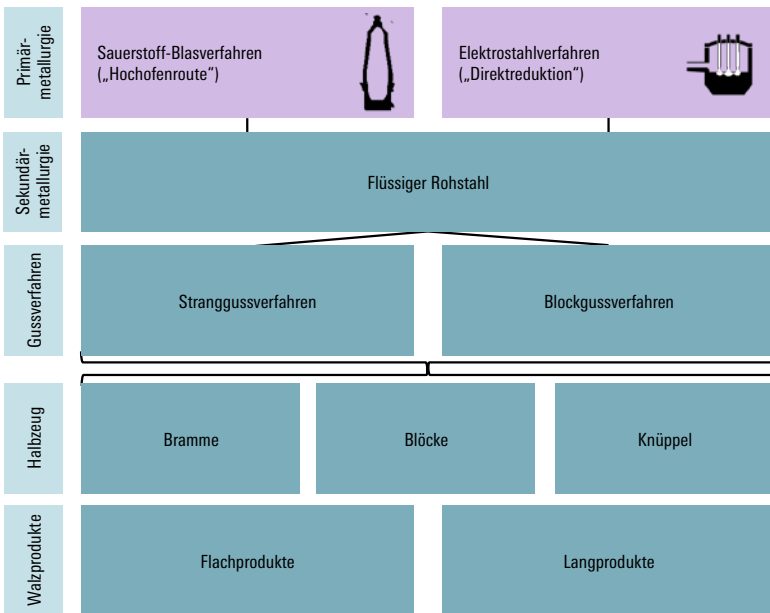 Primär-
metallurgie
Sauerstoff-Blasverfahren
(„Hochofenroute“)
Elektrostahlverfahren
(„Direktreduktion“)
Sekundär-
metallurgie
Flüssiger Rohstahl
Gussverfahren
Stranggussverfahren
Blockgussverfahren
Halbzeug
Bramme
Blöcke
Knüppel
Walzprodukte
Flachprodukte
Langprodukte